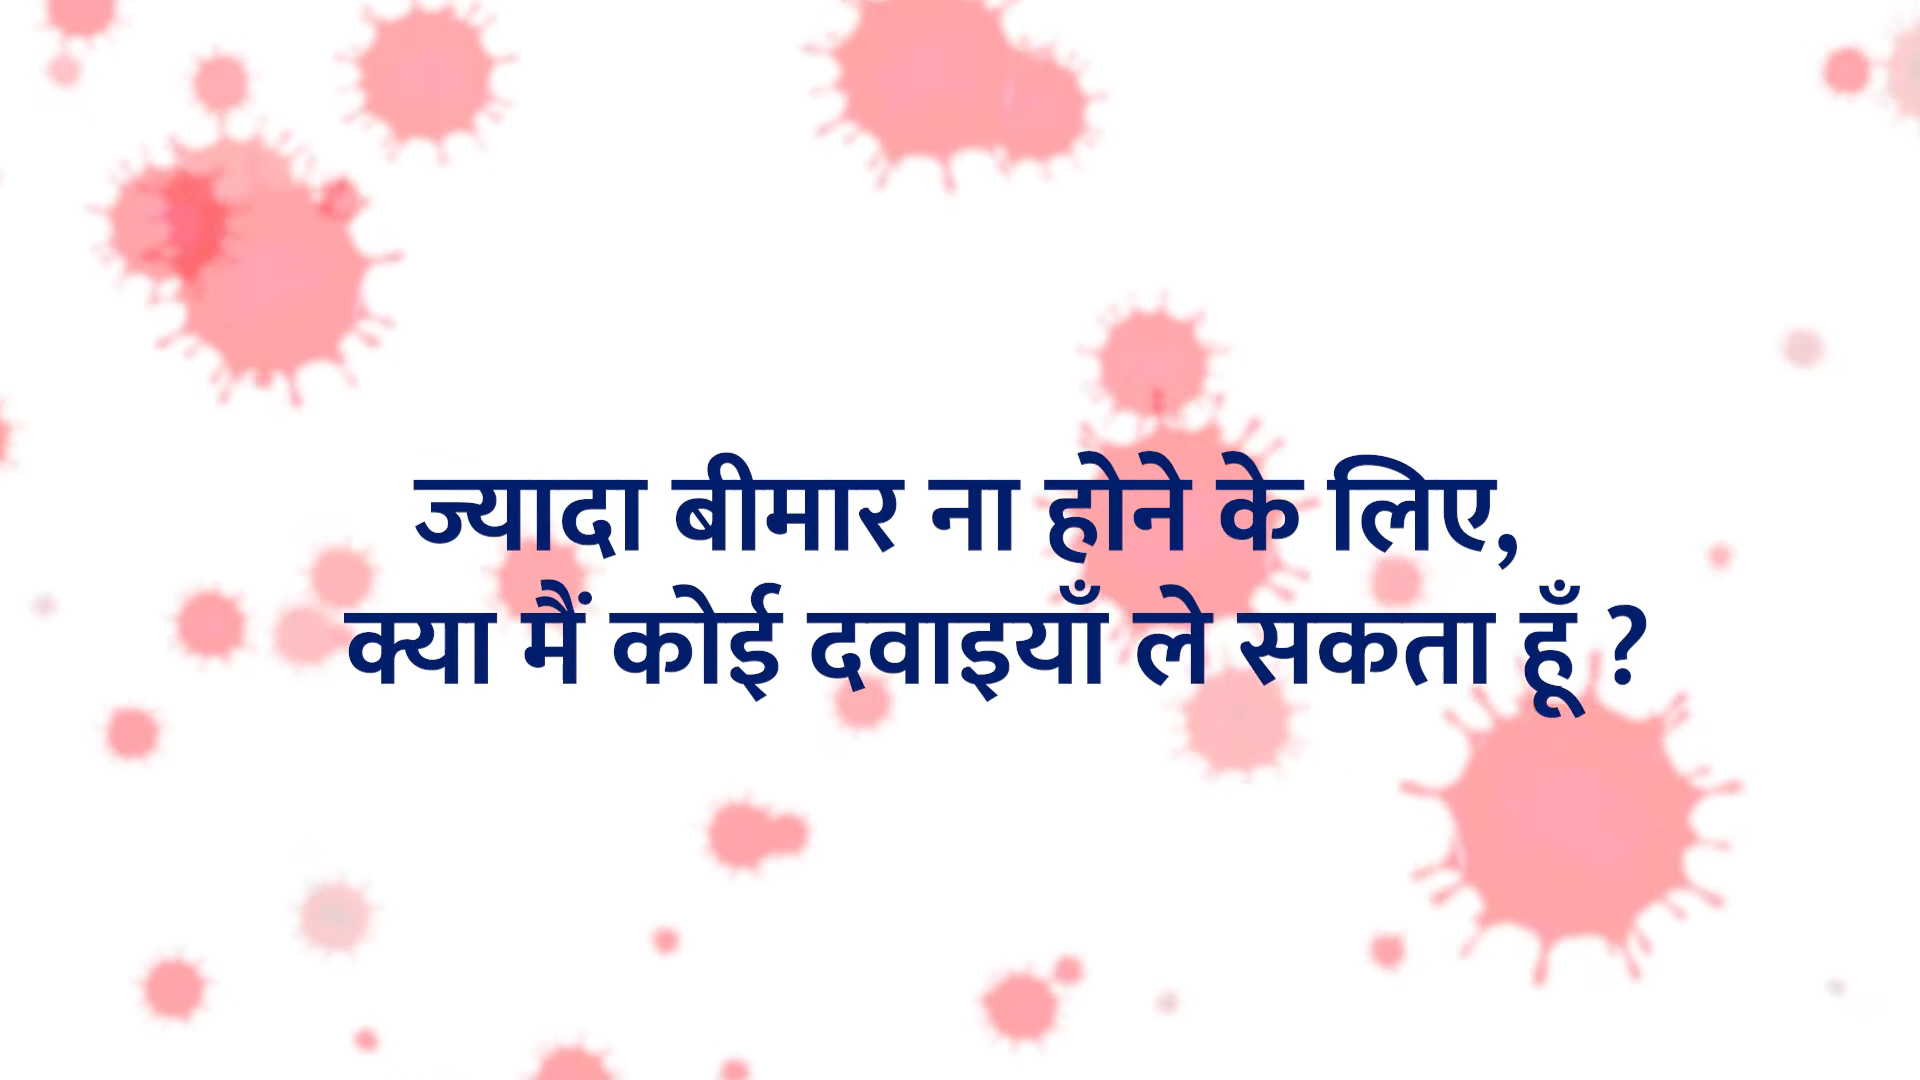 ज्यादा बीमार ना होने के लिए,
क्या मैं कोई दवाइयाँ ले सकता हूँ ?